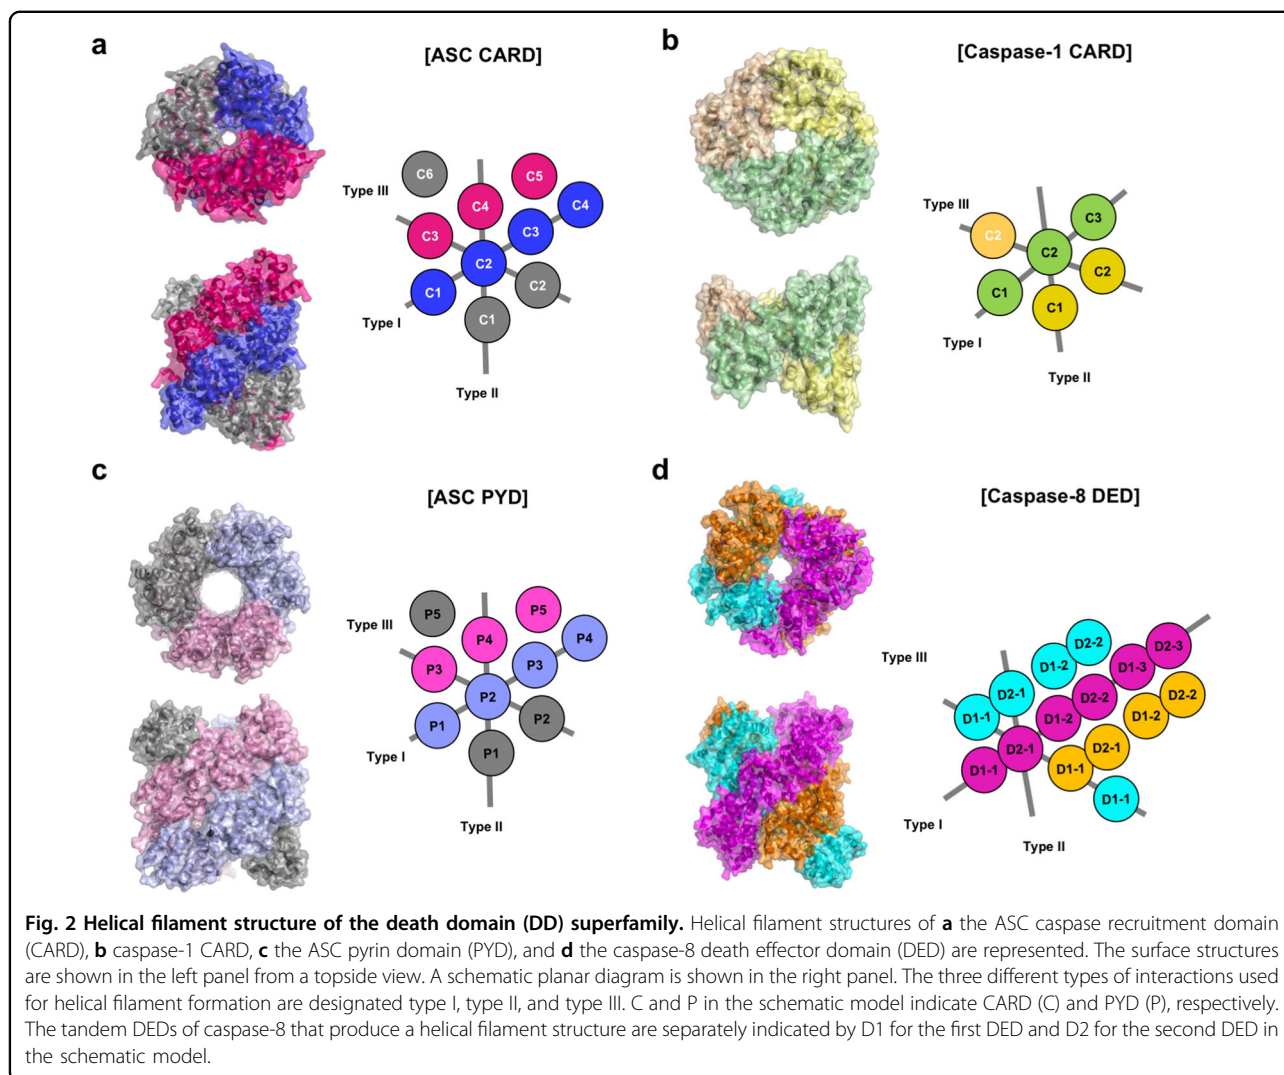 a
[ASC CARD]
C6
C5
Type III
C4
C4
C3
C3
C2
C1
C2
C1
Type I
Type II
b
[Caspase-1 CARD]
Type III
C3
C2
C2
C2
C1
C1
Type I
Type II
c
[ASC PYD]
P5
P5
Type III
P4
P4
P3
P3
P2
P1
P2
P1
Type I
Type II
d
[Caspase-8 DED]
Type III
D2-2
D2-3
D1-2
D1-3
D2-1
D2-2
D2-2
D1-1
D1-2
D1-2
D2-1
D2-1
D1-1
D1-1
D1-1
Type I
Type II
Fig. 2 Helical filament structure of the death domain (DD) superfamily. Helical filament structures of a the ASC caspase recruitment domain
(CARD), b caspase-1 CARD, c the ASC pyrin domain (PYD), and d the caspase-8 death effector domain (DED) are represented. The surface structures
are shown in the left panel from a topside view. A schematic planar diagram is shown in the right panel. The three different types of interactions used
for helical filament formation are designated type I, type II, and type III. C and P in the schematic model indicate CARD (C) and PYD (P), respectively.
The tandem DEDs of caspase-8 that produce a helical filament structure are separately indicated by D1 for the first DED and D2 for the second DED in
the schematic model.